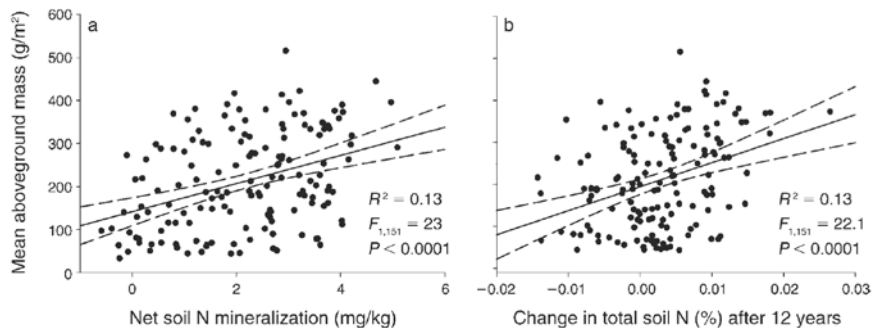 Mean aboveground mass (g/m²)
600
500
400
300
200
100
0
a
R² = 0.13
F1,151 = 23
P < 0.0001
0
2
4
6
Net soil N mineralization (mg/kg)
b
R² = 0.13
F1,151 = 22.1
P < 0.0001
−0.02
−0.01
0.00
0.01
0.02
0.03
Change in total soil N (%) after 12 years